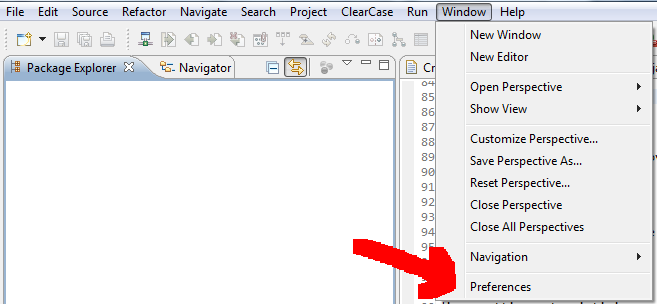 File Edit Source Refactor Navigate Search Project ClearCase Run Window Help
Package Explorer Navigator
New Window
New Editor
Open Perspective
Show View
Customize Perspective...
Save Perspective As...
Reset Perspective...
Close Perspective
Close All Perspectives
Navigation
Preferences
84
85
86
87
88
89
90
91
92
93
94
95